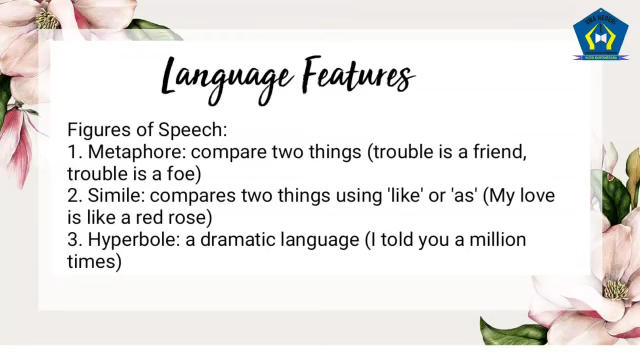 Language Features
Figures of Speech:
1. Metaphore: compare two things (trouble is a friend,
trouble is a foe)
2. Simile: compares two things using 'like' or 'as' (My love
is like a red rose)
3. Hyperbole: a dramatic language (I told you a million
times)